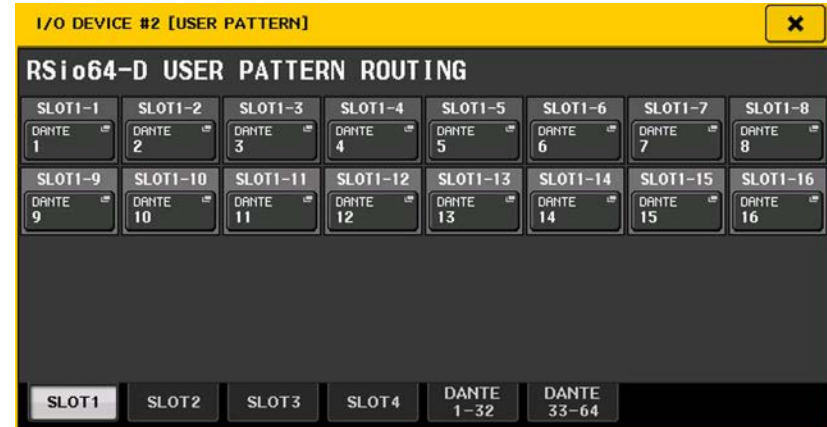 I/O DEVICE #2 [USER PATTERN]
RSio64-D USER PATTERN ROUTING
SLOT1-1 SLOT1-2 SLOT1-3 SLOT1-4 SLOT1-5 SLOT1-6 SLOT1-7 SLOT1-8
DANTE DANTE DANTE DANTE DANTE DANTE DANTE DANTE
1 2 3 4 5 6 7 8
SLOT1-9 SLOT1-10 SLOT1-11 SLOT1-12 SLOT1-13 SLOT1-14 SLOT1-15 SLOT1-16
DANTE DANTE DANTE DANTE DANTE DANTE DANTE DANTE
9 10 11 12 13 14 15 16
SLOT1 SLOT2 SLOT3 SLOT4 DANTE 1-32 DANTE 33-64